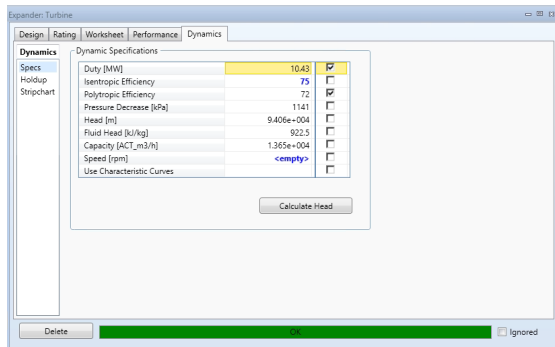 Expander: Turbine
Design Rating Worksheet Performance Dynamics
Dynamics
Specs
Holdup
Stripchart
Dynamic Specifications
Duty [MW] 10.43
Isentropic Efficiency 75
Polytropic Efficiency 72
Pressure Decrease [kPa] 1141
Head [m] 9.406e+004
Fluid Head [kJ/kg] 922.5
Capacity [ACT_m3/h] 1.365e+004
Speed [rpm] <empty>
Use Characteristic Curves
Calculate Head
Delete OK Ignored